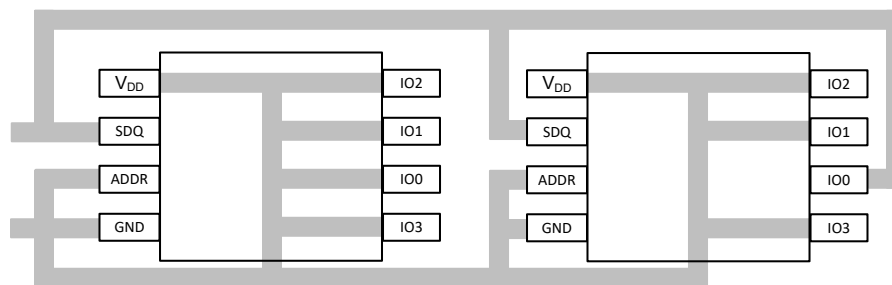 VDD IO2 VDD IO2
SDQ IO1 SDQ IO1
ADDR IO0 ADDR IO0
GND IO3 GND IO3